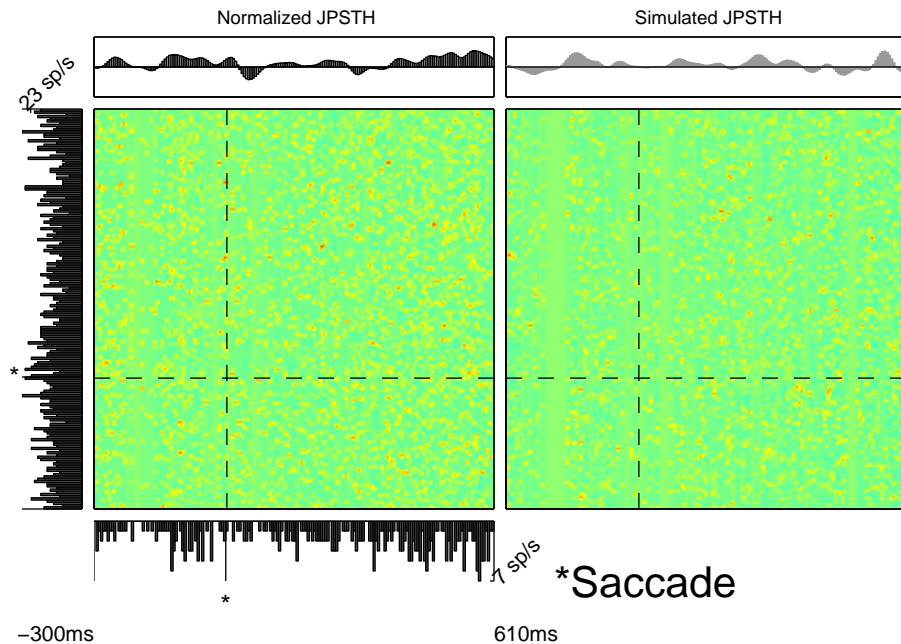 Normalized JPSTH
Simulated JPSTH
23 sp/s
*
7 sp/s
*
*Saccade
−300ms
610ms